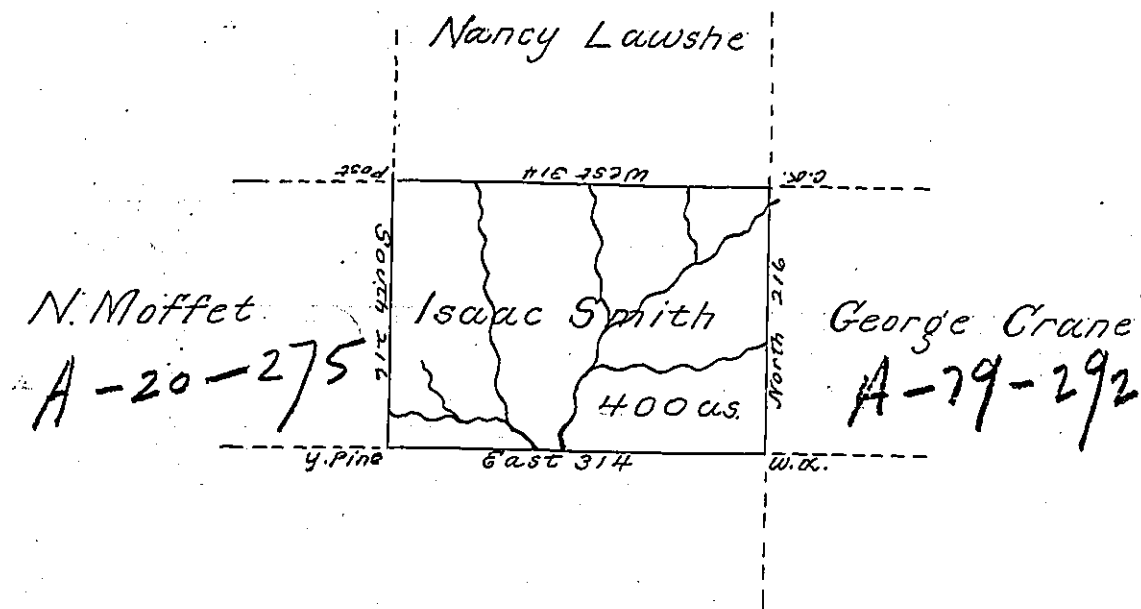 Nancy Lawshe
Post
West 314
C.O.
South 216
N. Moffet
A-20-275
Isaac Smith
400 as.
North 216
George Crane
A-79-292
Y. Pine
East 314
W.O.